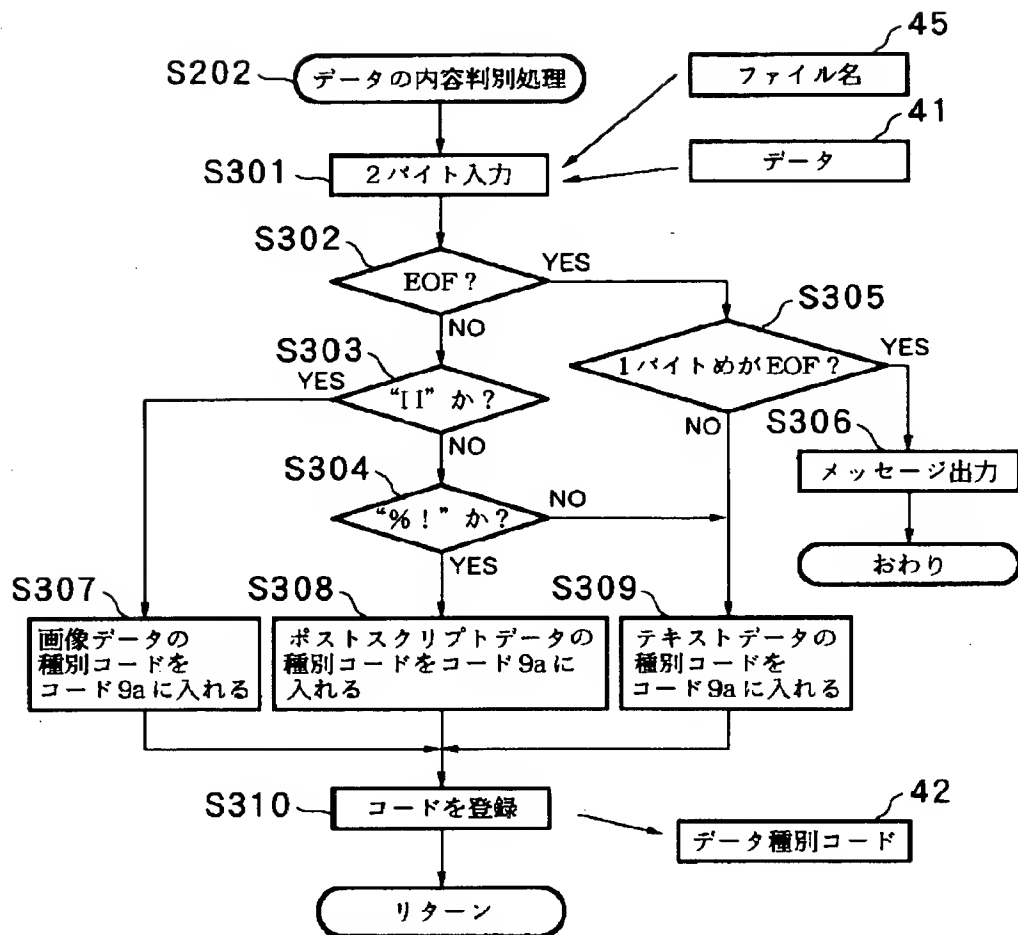 45
S202
データの内容判別処理
ファイル名
41
データ
S301
2バイト入力
S302
EOF?
YES
NO
S305
1バイトめがEOF?
YES
NO
S303
YES
“II”か?
NO
S306
メッセージ出力
S304
“%!”か?
NO
YES
おわり
S307
画像データの
種別コードを
コード9aに入れる
S308
ポストスクリプトデータの
種別コードをコード9aに
入れる
S309
テキストデータの
種別コードを
コード9aに入れる
S310
コードを登録
42
データ種別コード
リターン